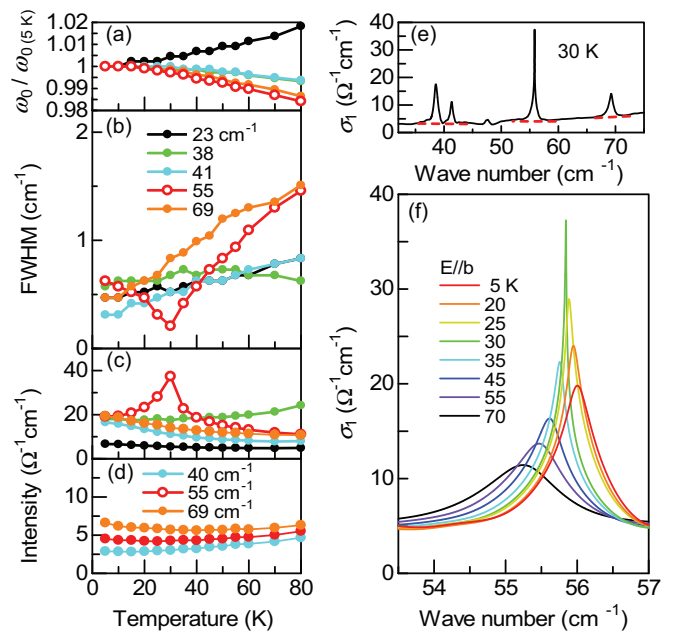 1.02
1.01
1.00
0.99
0.98
ω₀ / ω₀ (5 K)
(a)
2
1
0
FWHM (cm⁻¹)
(b)
23 cm⁻¹
38
41
55
69
60
40
20
0
(c)
10
5
0
Intensity (Ω⁻¹cm⁻¹)
(d)
40 cm⁻¹
55 cm⁻¹
69 cm⁻¹
0 20 40 60 80
Temperature (K)
(e)
30 K
40
30
20
10
0
σ₁ (Ω⁻¹cm⁻¹)
40 50 60 70
Wave number (cm⁻¹)
(f)
E//b
5 K
20
25
30
35
45
55
70
40
30
20
10
0
σ₁ (Ω⁻¹cm⁻¹)
54 55 56 57
Wave number (cm⁻¹)